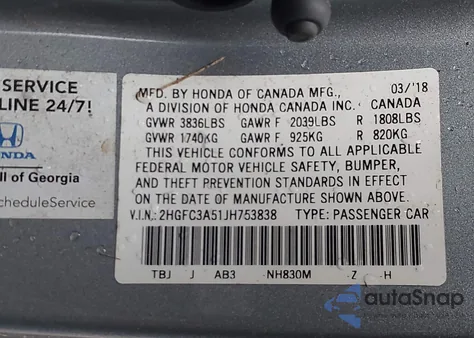 SERVICE
LINE 24/7!
HONDA
ll of Georgia
cheduleService
MFD. BY HONDA OF CANADA MFG., 03/'18
A DIVISION OF HONDA CANADA INC. CANADA
GVWR 3836LBS GAWR F 2039LBS R 1808LBS
GVWR 1740KG GAWR F 925KG R 820KG
THIS VEHICLE CONFORMS TO ALL APPLICABLE
FEDERAL MOTOR VEHICLE SAFETY, BUMPER,
AND THEFT PREVENTION STANDARDS IN EFFECT
ON THE DATE OF MANUFACTURE SHOWN ABOVE.
V.I.N.: 2HGFC3A51JH753838 TYPE: PASSENGER CAR
TBJ J AB3 NH830M Z H
autoSnap